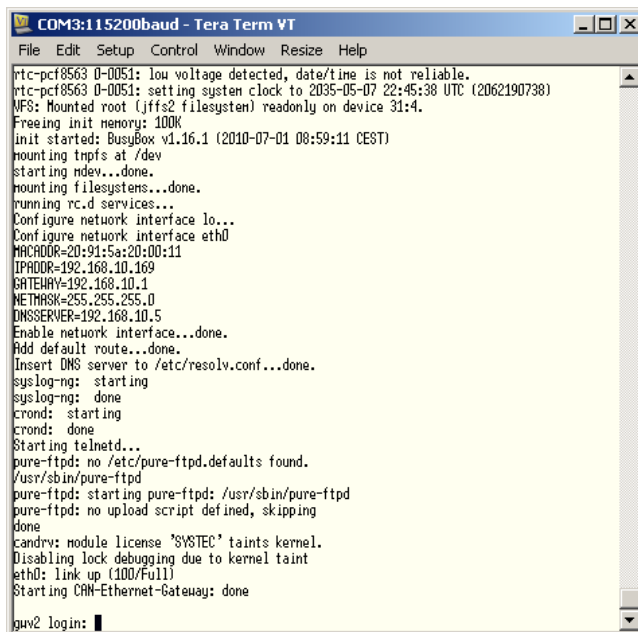 COM3:115200baud - Tera Term VT
File Edit Setup Control Window Resize Help
rtc-pcf8563 0-0051: low voltage detected, date/time is not reliable.
rtc-pcf8563 0-0051: setting system clock to 2035-05-07 22:45:38 UTC (2062190738)
VFS: Mounted root (jffs2 filesystem) readonly on device 31:4.
Freeing init memory: 100K
init started: BusyBox v1.16.1 (2010-07-01 08:59:11 CEST)
mounting tmpfs at /dev
starting mdev...done.
mounting filesystems...done.
running rc.d services...
Configure network interface lo...
Configure network interface eth0
MACADDR=20:91:5a:20:00:11
IPADDR=192.168.10.169
GATEWAY=192.168.10.1
NETMASK=255.255.255.0
DNSSERVER=192.168.10.5
Enable network interface...done.
Add default route...done.
Insert DNS server to /etc/resolv.conf...done.
syslog-ng:  starting
syslog-ng:  done
crond:  starting
crond:  done
Starting telnetd...
pure-ftpd: no /etc/pure-ftpd.defaults found.
/usr/sbin/pure-ftpd
pure-ftpd: starting pure-ftpd: /usr/sbin/pure-ftpd
pure-ftpd: no upload script defined, skipping
done
candrv: module license 'SYSTEC' taints kernel.
Disabling lock debugging due to kernel taint
eth0: link up (100/Full)
Starting CAN-Ethernet-Gateway: done
gwv2 login: